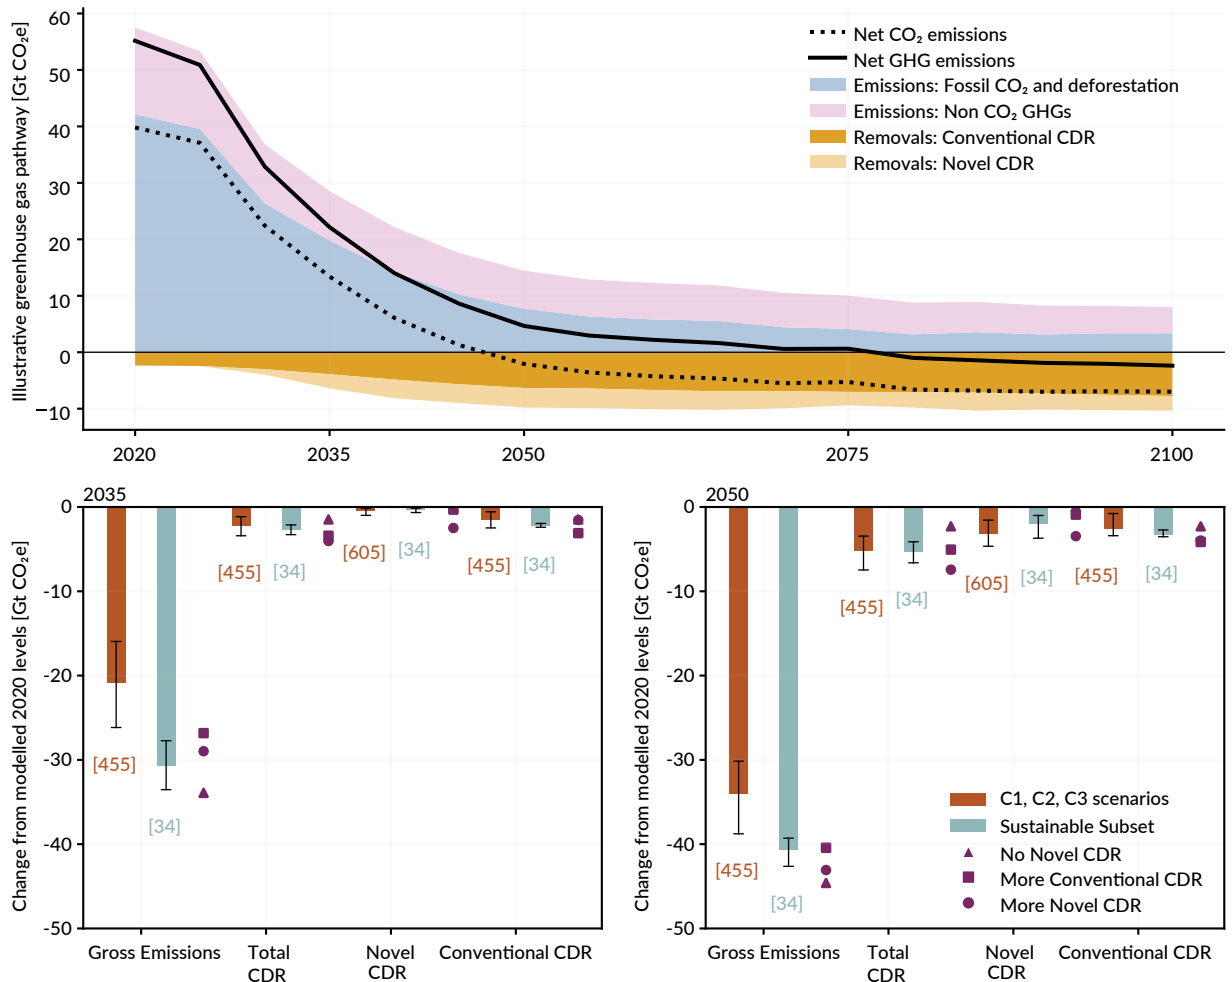 Illustrative greenhouse gas pathway [Gt CO₂e]
60
50
40
30
20
10
0
−10
2020
2035
2050
2075
2100
Net CO₂ emissions
Net GHG emissions
Emissions: Fossil CO₂ and deforestation
Emissions: Non CO₂ GHGs
Removals: Conventional CDR
Removals: Novel CDR
2035
Change from modelled 2020 levels [Gt CO₂e]
0
-10
-20
-30
-40
-50
[455]
[34]
[455]
[34]
[605]
[34]
[455]
[34]
Gross Emissions
Total
CDR
Novel
CDR
Conventional CDR
2050
Change from modelled 2020 levels [Gt CO₂e]
0
-10
-20
-30
-40
-50
[455]
[34]
[455]
[34]
[605]
[34]
[455]
[34]
C1, C2, C3 scenarios
Sustainable Subset
No Novel CDR
More Conventional CDR
More Novel CDR
Gross Emissions
Total
CDR
Novel
CDR
Conventional CDR